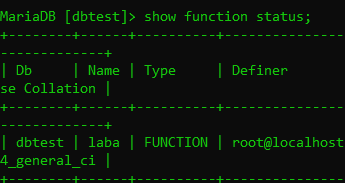 MariaDB [dbtest]> show function status;
+--------+------+----------+----------------
---------------+
| Db     | Name | Type     | Definer
se Collation |
+--------+------+----------+----------------
---------------+
| dbtest | laba | FUNCTION | root@localhost
4_general_ci |
+--------+------+----------+----------------